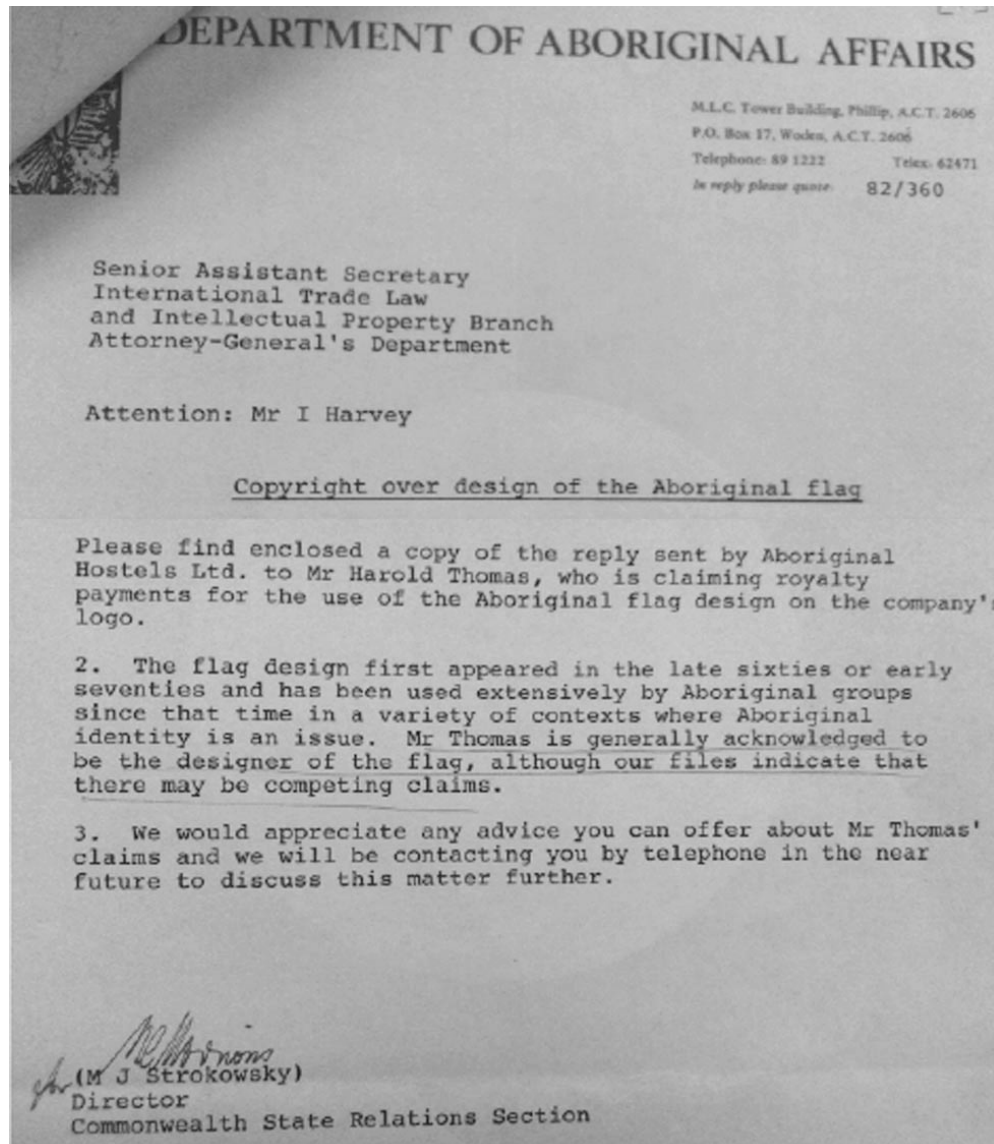 DEPARTMENT OF ABORIGINAL AFFAIRS
M.L.C. Tower Building, Phillip, A.C.T. 2606
P.O. Box 17, Woden, A.C.T. 2606
Telephone: 89 1222 Telex: 62471
In reply please quote: 82/360
Senior Assistant Secretary
International Trade Law
and Intellectual Property Branch
Attorney-General's Department
Attention: Mr I Harvey
Copyright over design of the Aboriginal flag
Please find enclosed a copy of the reply sent by Aboriginal
Hostels Ltd. to Mr Harold Thomas, who is claiming royalty
payments for the use of the Aboriginal flag design on the company's
logo.
2. The flag design first appeared in the late sixties or early
seventies and has been used extensively by Aboriginal groups
since that time in a variety of contexts where Aboriginal
identity is an issue. Mr Thomas is generally acknowledged to
be the designer of the flag, although our files indicate that
there may be competing claims.
3. We would appreciate any advice you can offer about Mr Thomas'
claims and we will be contacting you by telephone in the near
future to discuss this matter further.
for (M J Strokowsky)
Director
Commonwealth State Relations Section